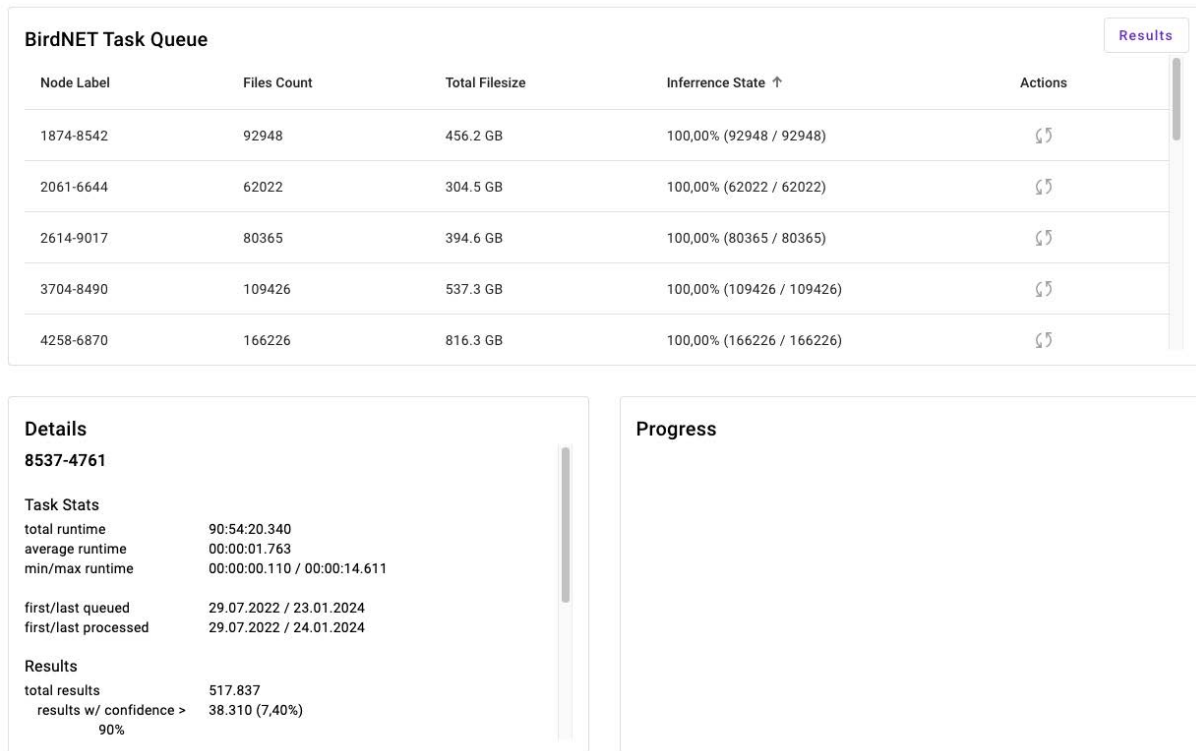 BirdNET Task Queue
Results
Node Label Files Count Total Filesize Inferrence State ↑ Actions
1874-8542 92948 456.2 GB 100,00% (92948 / 92948)
2061-6644 62022 304.5 GB 100,00% (62022 / 62022)
2614-9017 80365 394.6 GB 100,00% (80365 / 80365)
3704-8490 109426 537.3 GB 100,00% (109426 / 109426)
4258-6870 166226 816.3 GB 100,00% (166226 / 166226)
Details
8537-4761
Task Stats
total runtime 90:54:20.340
average runtime 00:00:01.763
min/max runtime 00:00:00.110 / 00:00:14.611
first/last queued 29.07.2022 / 23.01.2024
first/last processed 29.07.2022 / 24.01.2024
Results
total results 517.837
results w/ confidence > 38.310 (7,40%)
90%
Progress